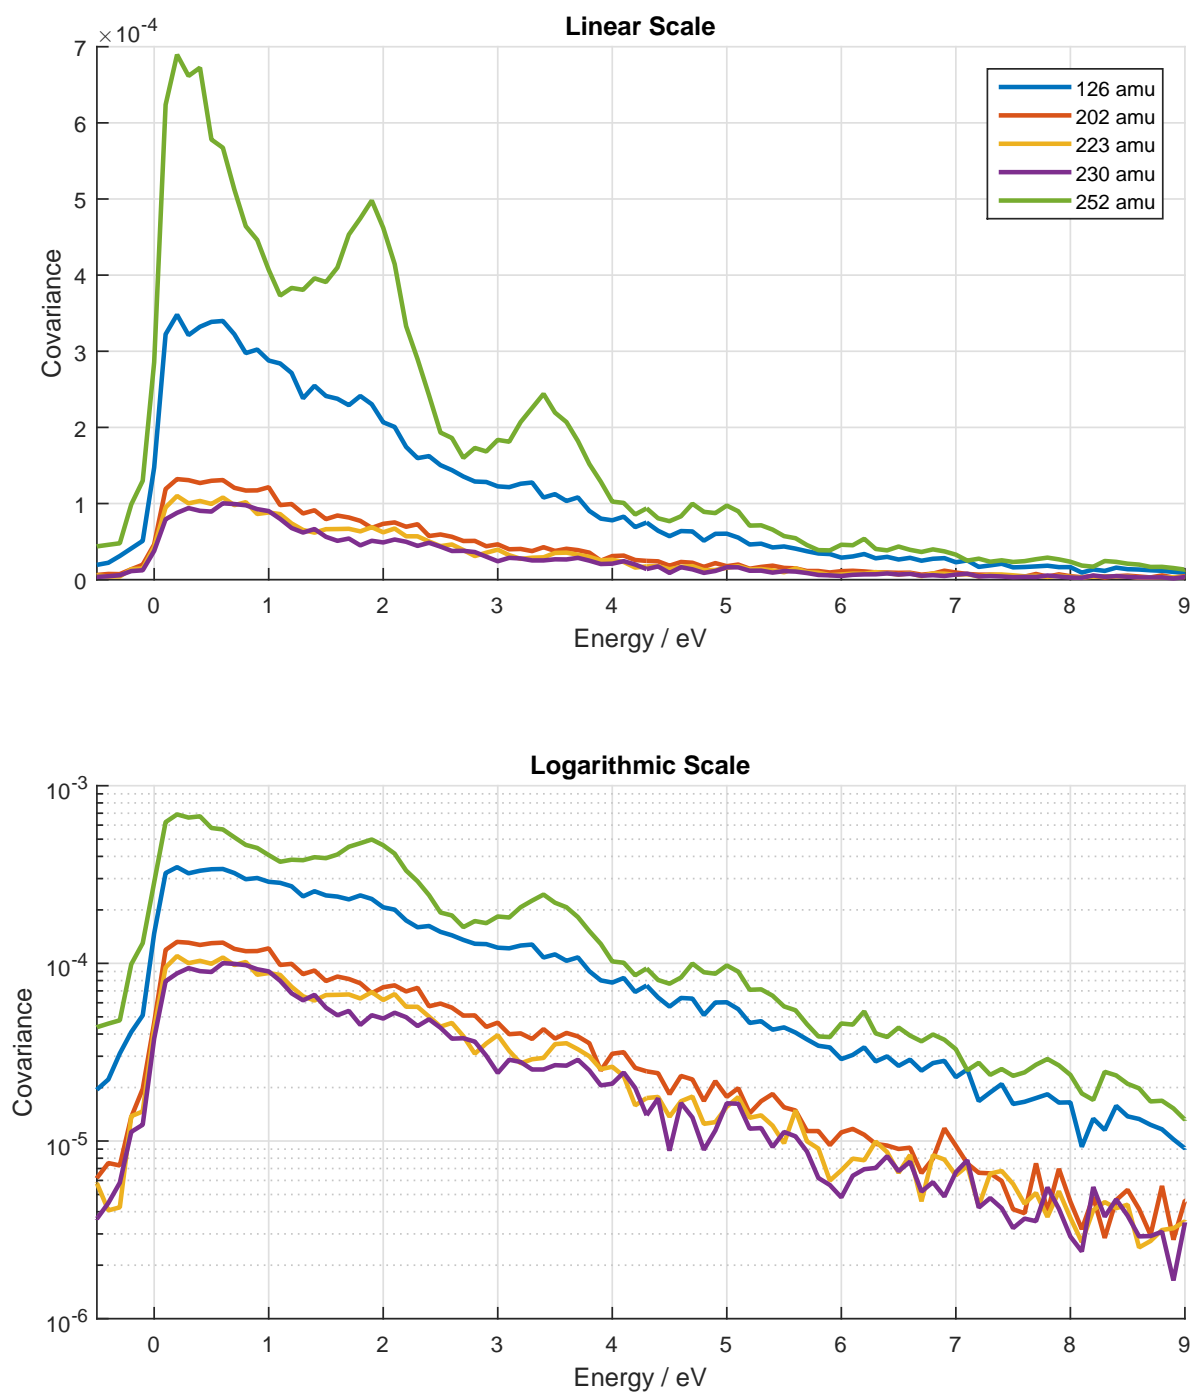 Linear Scale
×10-4
7
6
5
4
3
2
1
0
Covariance
126 amu
202 amu
223 amu
230 amu
252 amu
0 1 2 3 4 5 6 7 8 9
Energy / eV
Logarithmic Scale
10-3
10-4
10-5
10-6
Covariance
0 1 2 3 4 5 6 7 8 9
Energy / eV